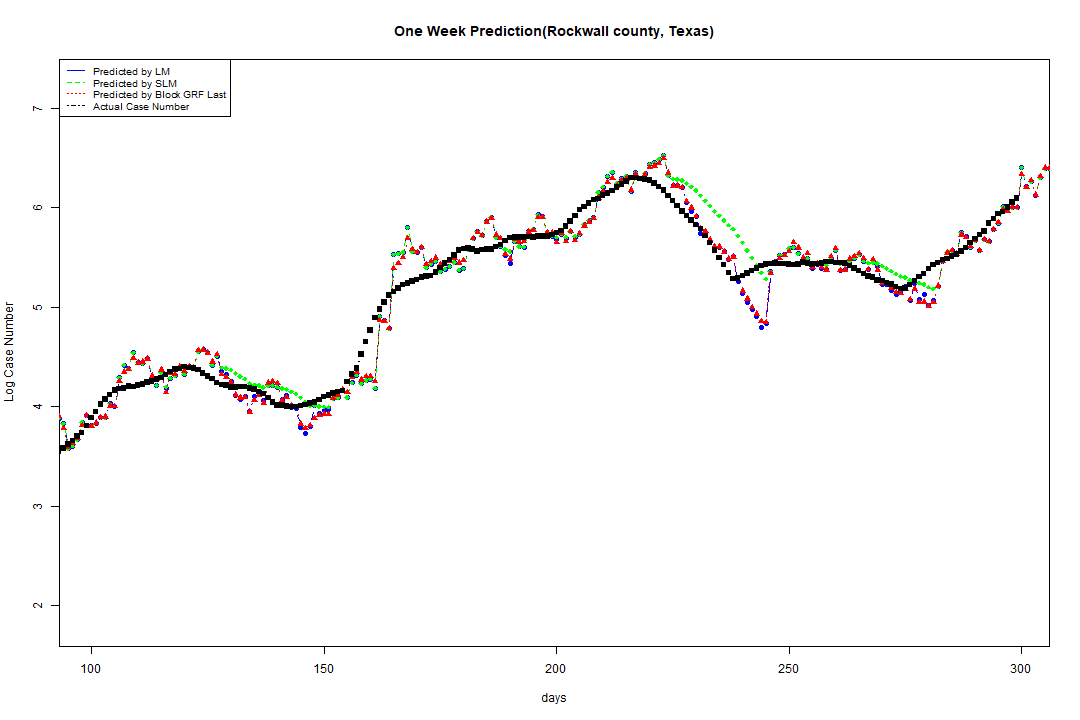 One Week Prediction(Rockwall county, Texas)
Predicted by LM
Predicted by SLM
Predicted by Block GRF Last
Actual Case Number
7
6
5
4
3
2
Log Case Number
100 150 200 250 300
days